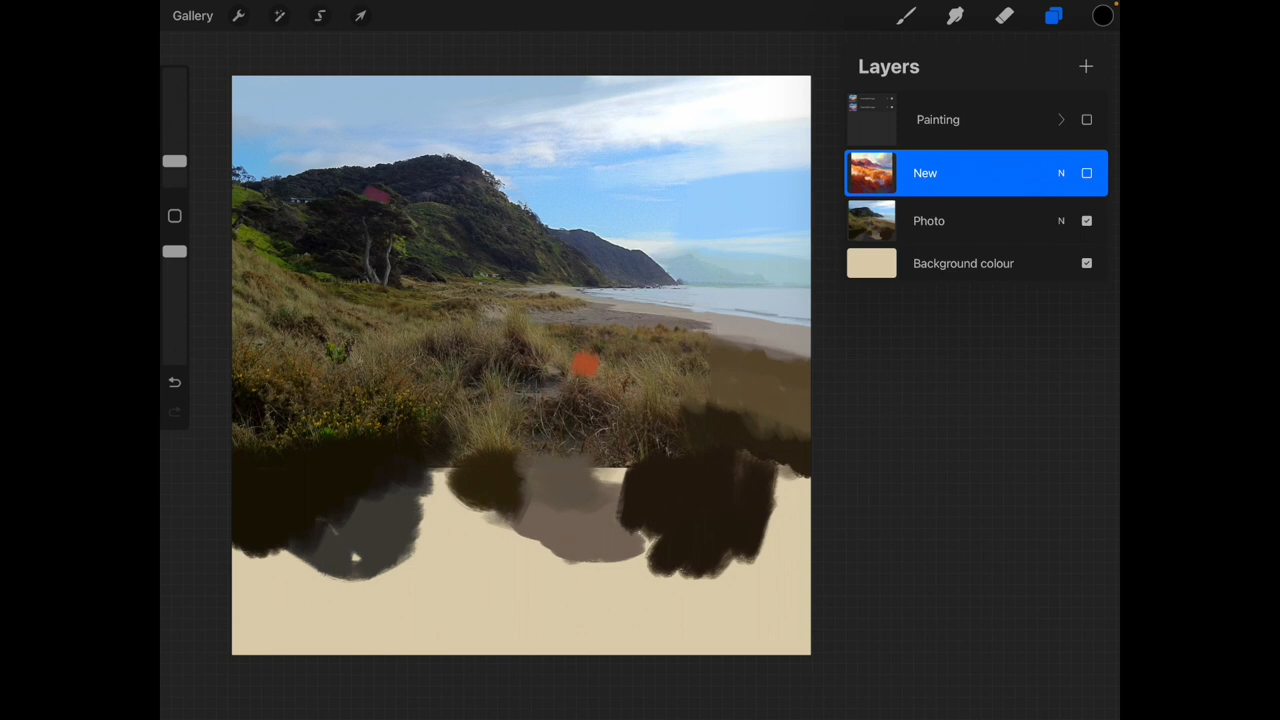 Gallery
Layers
Painting
New N
Photo N
Background colour